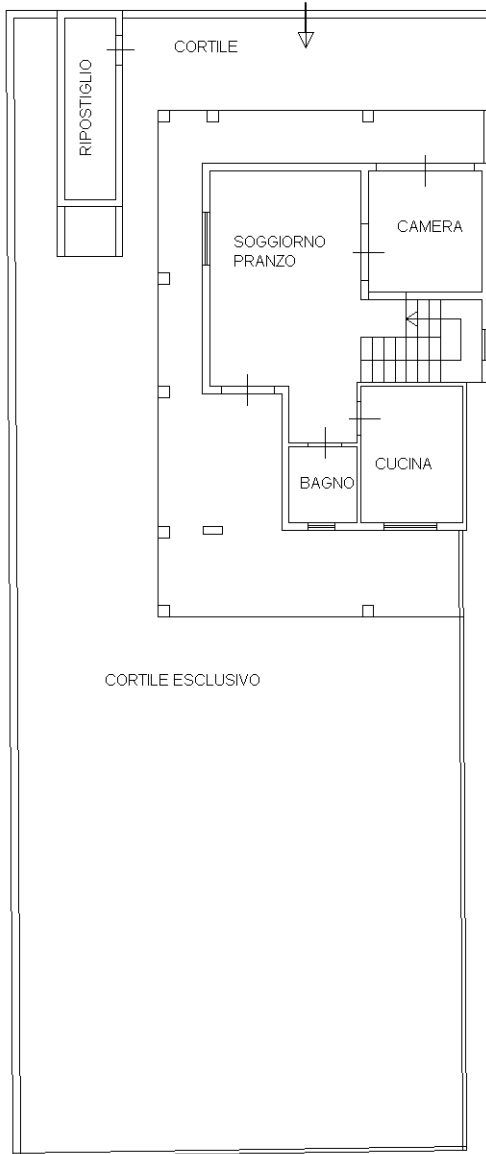 CORTILE
RIPOSTIGLIO
CAMERA
SOGGIORNO
PRANZO
CUCINA
BAGNO
CORTILE ESCLUSIVO